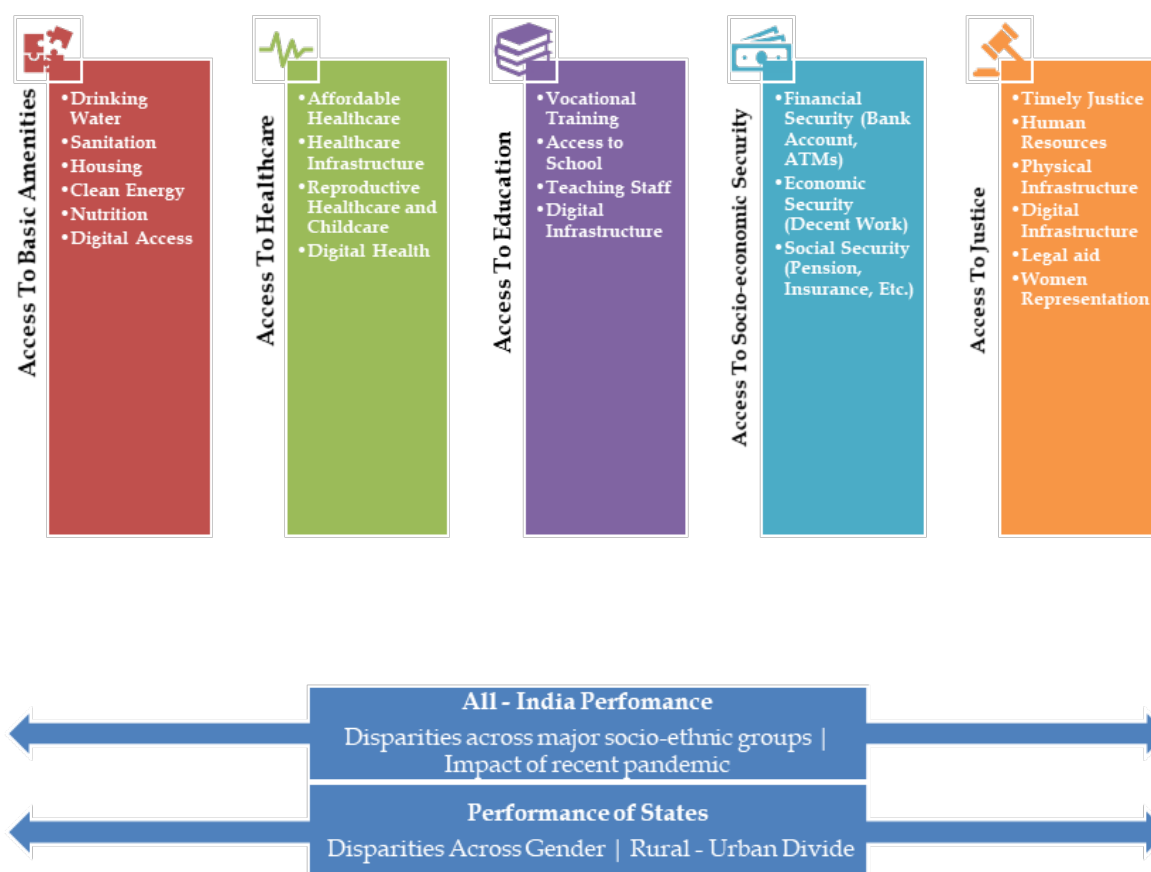 Access To Basic Amenities
•Drinking
Water
•Sanitation
•Housing
•Clean Energy
•Nutrition
•Digital Access
Access To Healthcare
•Affordable
Healthcare
•Healthcare
Infrastructure
•Reproductive
Healthcare and
Childcare
•Digital Health
Access To Education
•Vocational
Training
•Access to
School
•Teaching Staff
•Digital
Infrastructure
Access To Socio-economic Security
•Financial
Security (Bank
Account,
ATMs)
•Economic
Security
(Decent Work)
•Social Security
(Pension,
Insurance, Etc.)
Access To Justice
•Timely Justice
•Human
Resources
•Physical
Infrastructure
•Digital
Infrastructure
•Legal aid
•Women
Representation
All - India Perfomance
Disparities across major socio-ethnic groups |
Impact of recent pandemic
Performance of States
Disparities Across Gender | Rural - Urban Divide